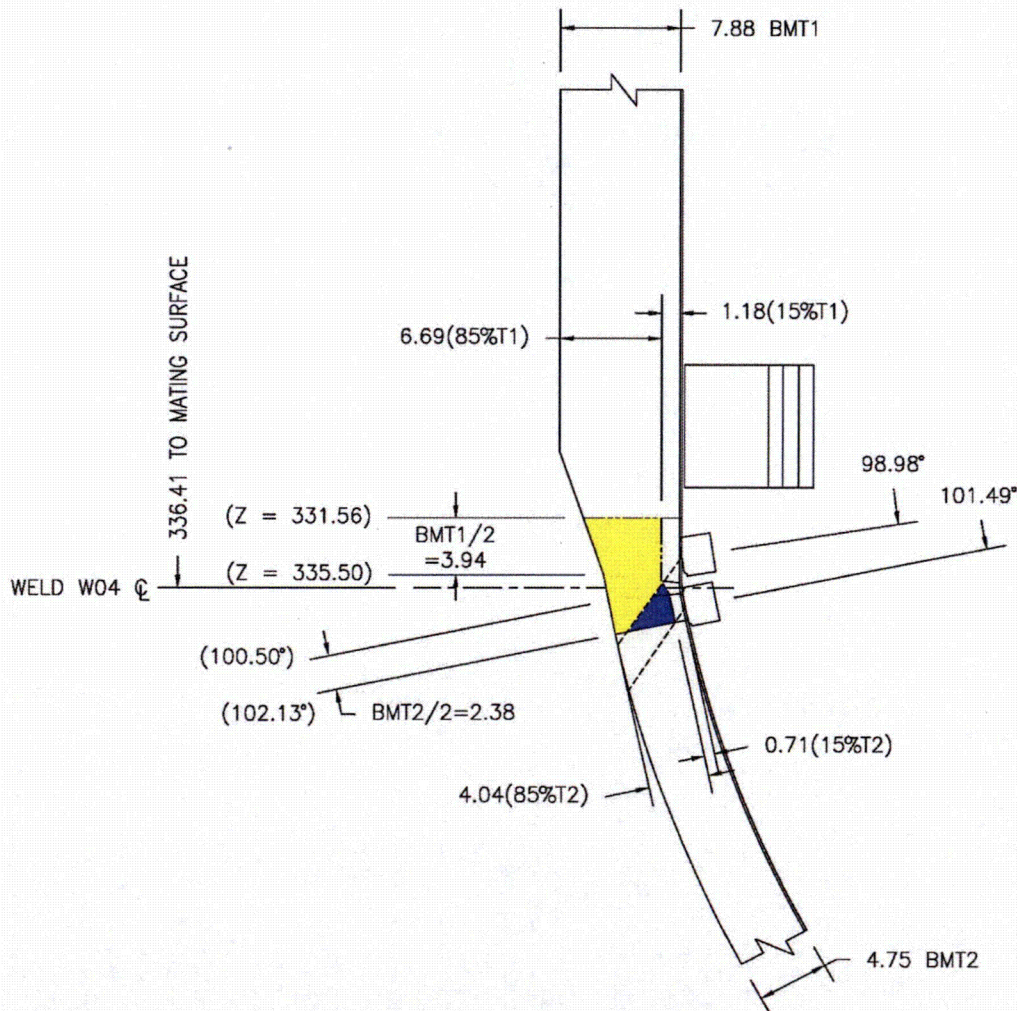 7.88 BMT1
336.41 TO MATING SURFACE
1.18(15%T1)
6.69(85%T1)
98.98°
101.49°
(Z = 331.56)
BMT1/2
=3.94
(Z = 335.50)
WELD W04 ℄
(100.50°)
(102.13°)
BMT2/2=2.38
0.71(15%T2)
4.04(85%T2)
4.75 BMT2